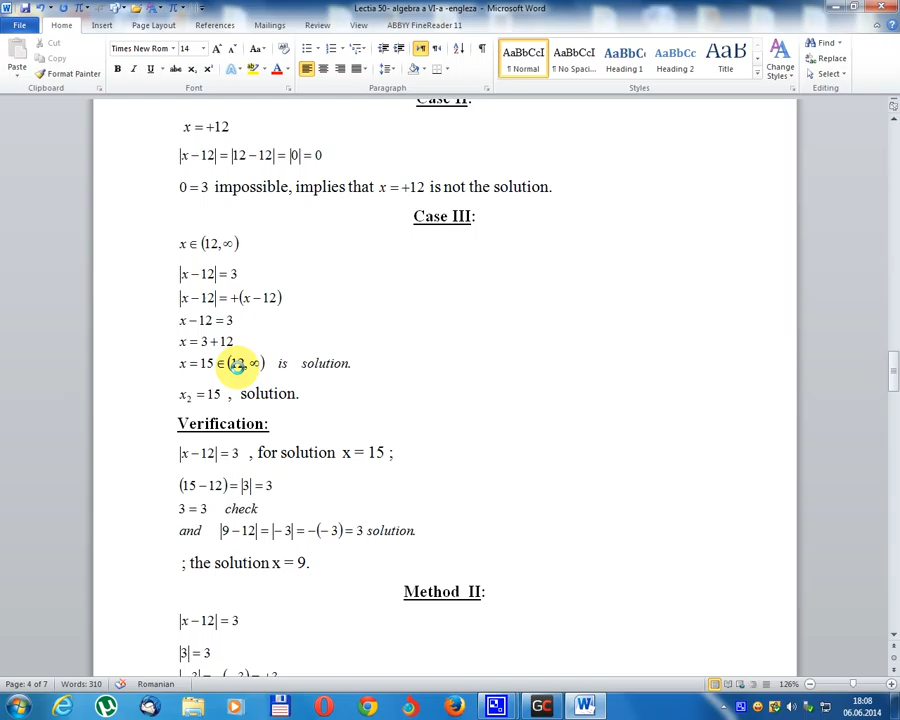 Lectia 50- algebra a VI-a -engleza - Microsoft Word
File Home Insert Page Layout References Mailings Review View ABBYY FineReader 11
Cut
Copy
Format Painter
Paste
Clipboard
Times New Rom 14
Font
Paragraph
AaBbCcI AaBbCcI AaBbC AaBbCc AaB
¶ Normal ¶ No Spaci... Heading 1 Heading 2 Title
Change Styles
Styles
Find
Replace
Select
Editing
Case II:
x = +12
|x − 12| = |12 − 12| = |0| = 0
0 = 3 impossible, implies that x = +12 is not the solution.
Case III:
x ∈ (12, ∞)
|x − 12| = 3
|x − 12| = +(x − 12)
x − 12 = 3
x = 3 + 12
x = 15 ∈ (12, ∞) is solution.
x₂ = 15 , solution.
Verification:
|x − 12| = 3 , for solution x = 15 ;
(15 − 12) = |3| = 3
3 = 3 check
and |9 − 12| = |− 3| = −(− 3) = 3 solution.
; the solution x = 9.
Method II:
|x − 12| = 3
|3| = 3
Page: 4 of 7 Words: 310 Romanian 126%
18:08
06.06.2014